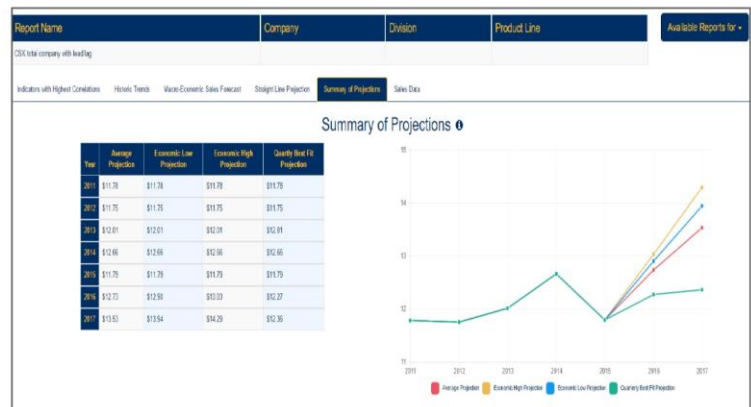 Report Name Company Division Product Line Available Reports for
CSX total company with lead/lag
Indicators with Highest Correlations Historic Trends Macro-Economic Sales Forecast Straight Line Projection Summary of Projections Sales Data
Summary of Projections
Year Average Projection Economic Low Projection Economic High Projection Quartly Best Fit Projection
2011 $11.78 $11.78 $11.78 $11.78
2012 $11.75 $11.75 $11.75 $11.75
2013 $12.01 $12.01 $12.01 $12.01
2014 $12.66 $12.66 $12.66 $12.66
2015 $11.79 $11.79 $11.79 $11.79
2016 $12.73 $12.90 $13.03 $12.27
2017 $13.53 $13.94 $14.29 $12.36
15
14
13
12
11
2011 2012 2013 2014 2015 2016 2017
Average Projection Economic High Projection Economic Low Projection Quarterly Best Fit Projection